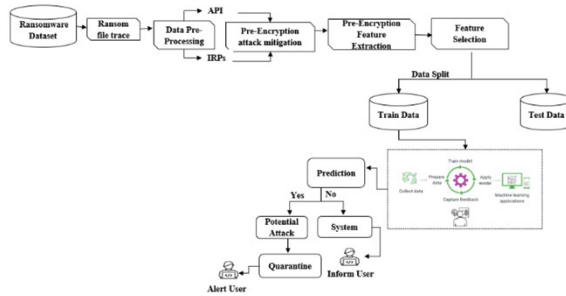 Ransomware
Dataset
Ransom
file trace
Data Pre-
Processing
API
IRPs
Pre-Encryption
attack mitigation
Pre-Encryption
Feature
Extraction
Feature
Selection
Data Split
Train Data
Test Data
Train model
Collect data
Prepare
data
Apply
model
Machine learning
applications
Capture feedback
Prediction
Yes
No
Potential
Attack
System
Quarantine
Inform User
Alert User